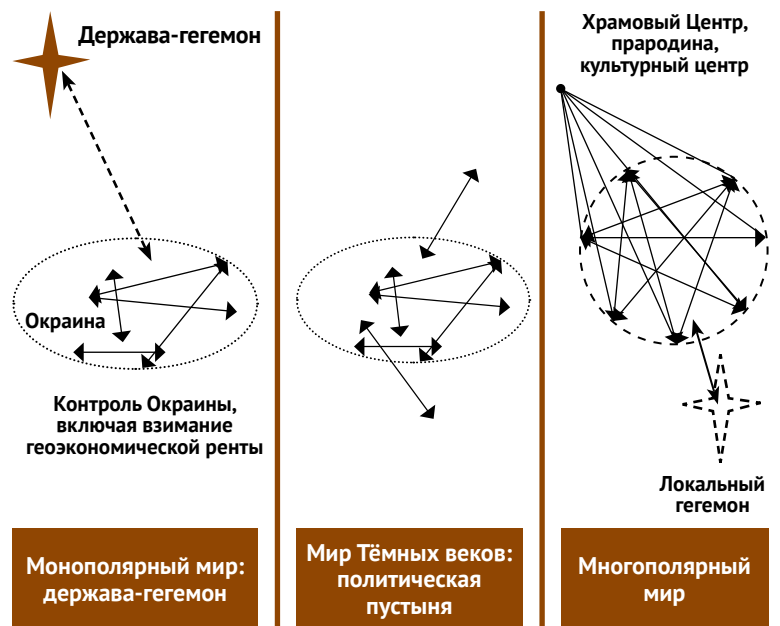 Держава-гегемон
Окраина
Контроль Окраины,
включая взимание
геоэкономической ренты
Монополярный мир:
держава-гегемон
Мир Тёмных веков:
политическая
пустыня
Храмовый Центр,
прародина,
культурный центр
Локальный
гегемон
Многополярный
мир